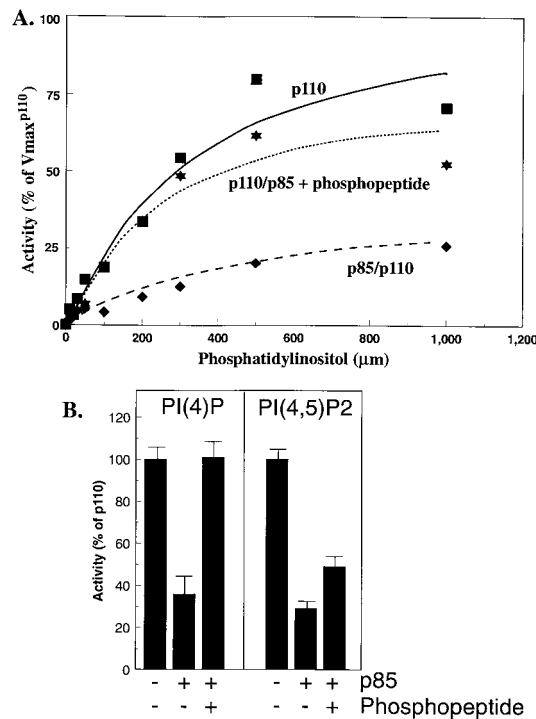 A.
Activity (% of Vmax^p110)
100
75
50
25
0
p110
p110/p85 + phosphopeptide
p85/p110
0 200 400 600 800 1,000 1,200
Phosphatidylinositol (µm)
B.
PI(4)P PI(4,5)P2
Activity (% of p110)
120
100
80
60
40
20
0
- + + - + + p85
- - + - - + Phosphopeptide